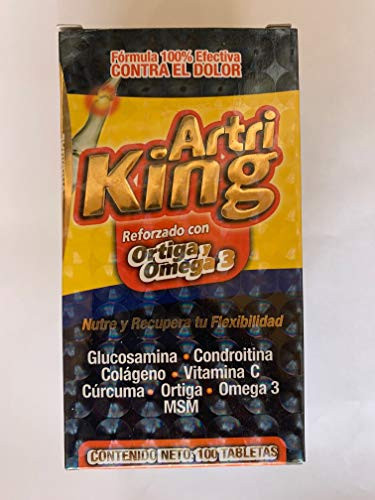 Fórmula 100% Efectiva
CONTRA EL DOLOR
Artri
King
Reforzado con
Ortiga y
Omega 3
Nutre y Recupera tu Flexibilidad
Glucosamina • Condroitina
Colágeno • Vitamina C
Cúrcuma • Ortiga • Omega 3
MSM
CONTENIDO NETO: 100 TABLETAS